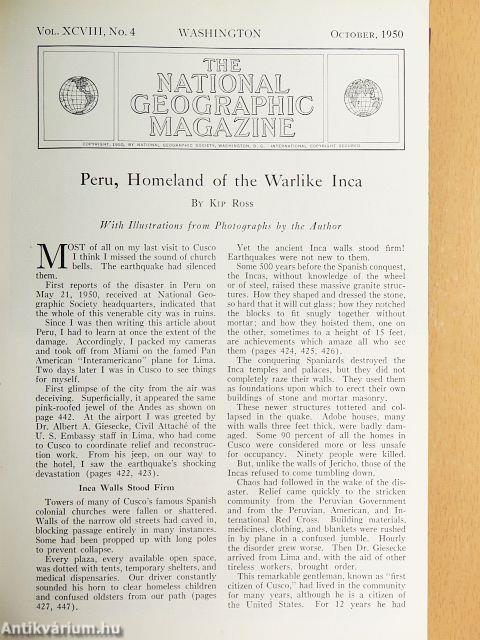 VOL. XCVIII, No. 4 WASHINGTON OCTOBER, 1950
THE
NATIONAL
GEOGRAPHIC
MAGAZINE
COPYRIGHT, 1950, BY NATIONAL GEOGRAPHIC SOCIETY, WASHINGTON, D. C. INTERNATIONAL COPYRIGHT SECURED
Peru, Homeland of the Warlike Inca
BY KIP ROSS
With Illustrations from Photographs by the Author
MOST of all on my last visit to Cusco
I think I missed the sound of church
bells. The earthquake had silenced
them.
First reports of the disaster in Peru on
May 21, 1950, received at National Geo-
graphic Society headquarters, indicated that
the whole of this venerable city was in ruins.
Since I was then writing this article about
Peru, I had to learn at once the extent of the
damage. Accordingly, I packed my cameras
and took off from Miami on the famed Pan
American "Interamericano" plane for Lima.
Two days later I was in Cusco to see things
for myself.
First glimpse of the city from the air was
deceiving. Superficially, it appeared the same
pink-roofed jewel of the Andes as shown on
page 442. At the airport I was greeted by
Dr. Albert A. Giesecke, Civil Attaché of the
U. S. Embassy staff in Lima, who had come
to Cusco to coordinate relief and reconstruc-
tion work. From his jeep, on our way to
the hotel, I saw the earthquake's shocking
devastation (pages 422, 423).
Inca Walls Stood Firm
Towers of many of Cusco's famous Spanish
colonial churches were fallen or shattered.
Walls of the narrow old streets had caved in,
blocking passage entirely in many instances.
Some had been propped up with long poles
to prevent collapse.
Every plaza, every available open space,
was dotted with tents, temporary shelters, and
medical dispensaries. Our driver constantly
sounded his horn to clear homeless children
and confused oldsters from our path (pages
427, 447).
Yet the ancient Inca walls stood firm!
Earthquakes were not new to them.
Some 500 years before the Spanish conquest,
the Incas, without knowledge of the wheel
or of steel, raised these massive granite struc-
tures. How they shaped and dressed the stone,
so hard that it will cut glass; how they notched
the blocks to fit snugly together without
mortar; and how they hoisted them, one on
the other, sometimes to a height of 15 feet,
are achievements which amaze all who see
them (pages 424, 425, 426).
The conquering Spaniards destroyed the
Inca temples and palaces, but they did not
completely raze their walls. They used them
as foundations upon which to erect their own
buildings of stone and mortar masonry.
These newer structures tottered and col-
lapsed in the quake. Adobe houses, many
with walls three feet thick, were badly dam-
aged. Some 90 percent of all the homes in
Cusco were considered more or less unsafe
for occupancy. Ninety people were killed.
But, unlike the walls of Jericho, those of the
Incas refused to come tumbling down.
Chaos had followed in the wake of the dis-
aster. Relief came quickly to the stricken
community from the Peruvian Government
and from the Peruvian, American, and In-
ternational Red Cross. Building materials,
medicines, clothing, and blankets were rushed
in by plane in a confused jumble. Hourly
the disorder grew worse. Then Dr. Giesecke
arrived from Lima and, with the aid of other
tireless workers, brought order.
This remarkable gentleman, known as "first
citizen of Cusco," had lived in the community
for many years, although he is a citizen of
the United States. For 12 years he had
Antikvárium.hu